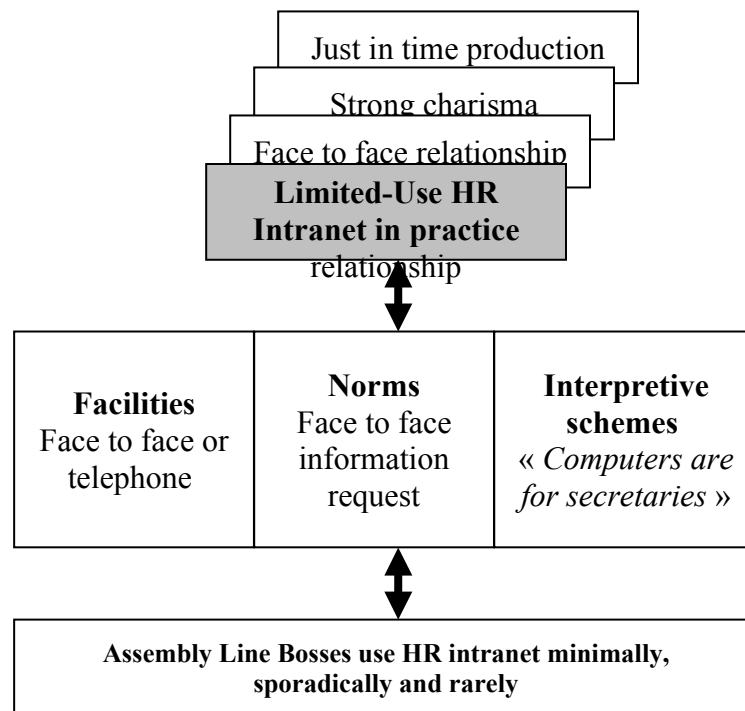 Just in time production
Strong charisma
Face to face relationship
Limited-Use HR
Intranet in practice
relationship
Facilities
Face to face or
telephone
Norms
Face to face
information
request
Interpretive
schemes
« Computers are
for secretaries »
Assembly Line Bosses use HR intranet minimally,
sporadically and rarely